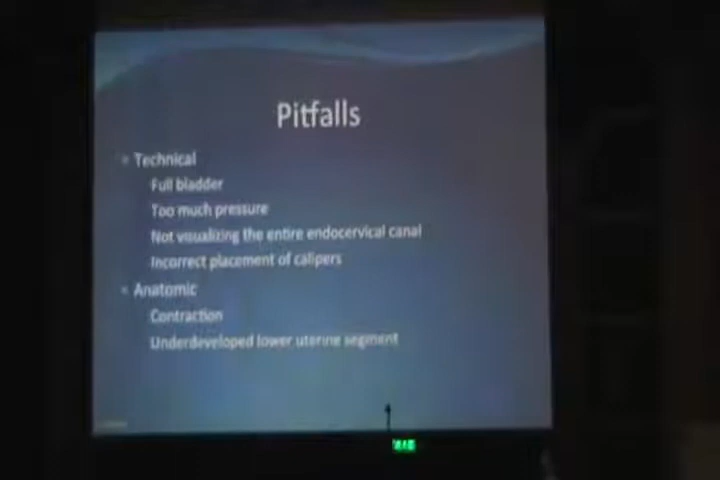 Pitfalls
Technical
Full bladder
Too much pressure
Not visualizing the entire endocervical canal
Incorrect placement of calipers
Anatomic
Contraction
Underdeveloped lower uterine segment